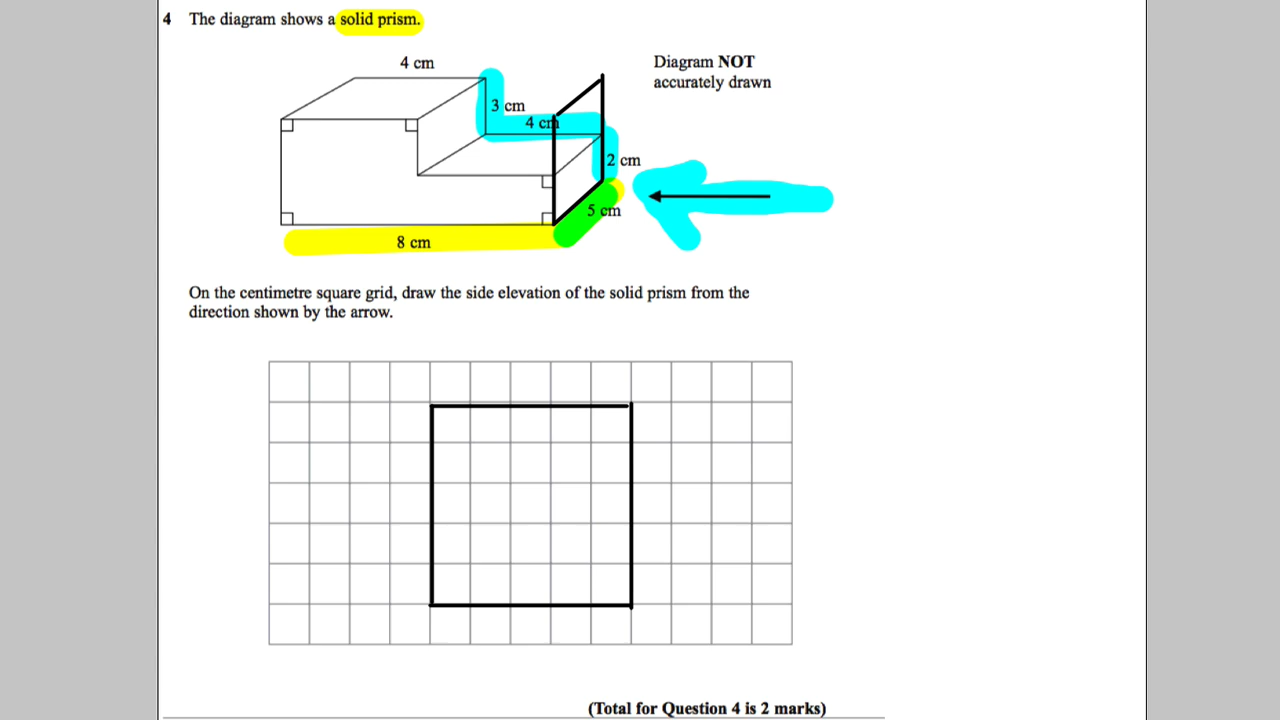 4 The diagram shows a solid prism.
4 cm
Diagram NOT
accurately drawn
3 cm
4 cm
2 cm
5 cm
8 cm
On the centimetre square grid, draw the side elevation of the solid prism from the
direction shown by the arrow.
(Total for Question 4 is 2 marks)